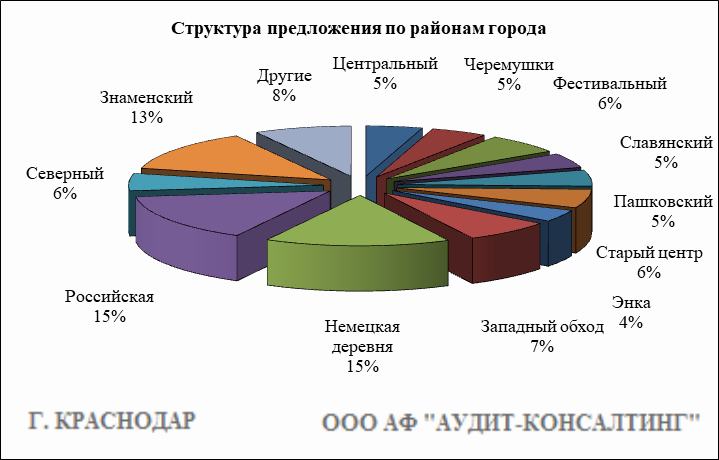 Структура предложения по районам города
Центральный
5%
Черемушки
5%
Фестивальный
6%
Славянский
5%
Пашковский
5%
Старый центр
6%
Энка
4%
Западный обход
7%
Немецкая
деревня
15%
Российская
15%
Северный
6%
Знаменский
13%
Другие
8%
Г. КРАСНОДАР
ООО АФ "АУДИТ-КОНСАЛТИНГ"